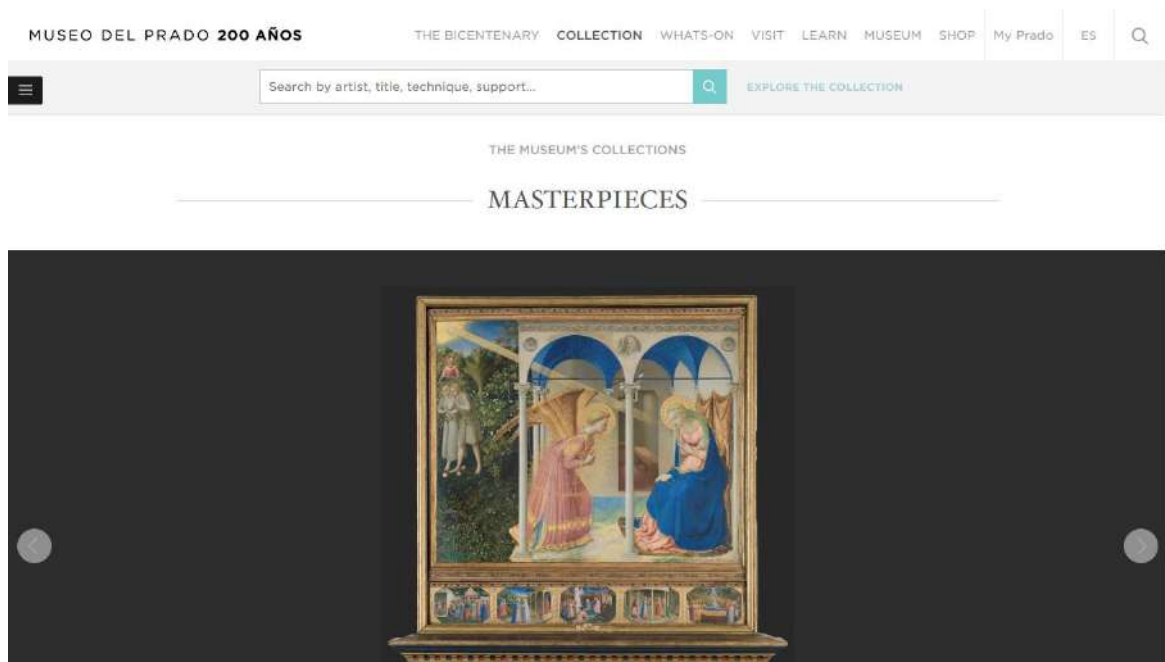 MUSEO DEL PRADO 200 AÑOS THE BICENTENARY COLLECTION WHATS-ON VISIT LEARN MUSEUM SHOP My Prado ES
Search by artist, title, technique, support... EXPLORE THE COLLECTION
THE MUSEUM'S COLLECTIONS
MASTERPIECES